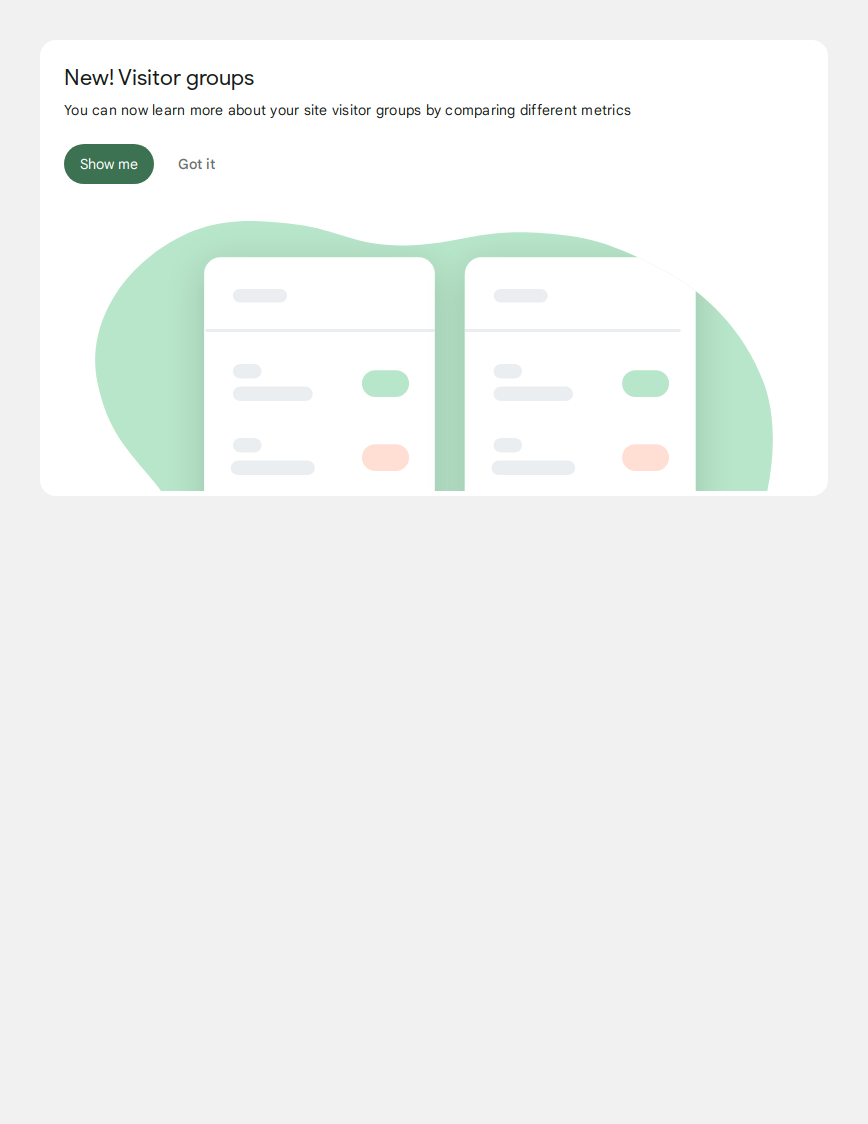 New! Visitor groups
You can now learn more about your site visitor groups by comparing different metrics
Show me
Got it